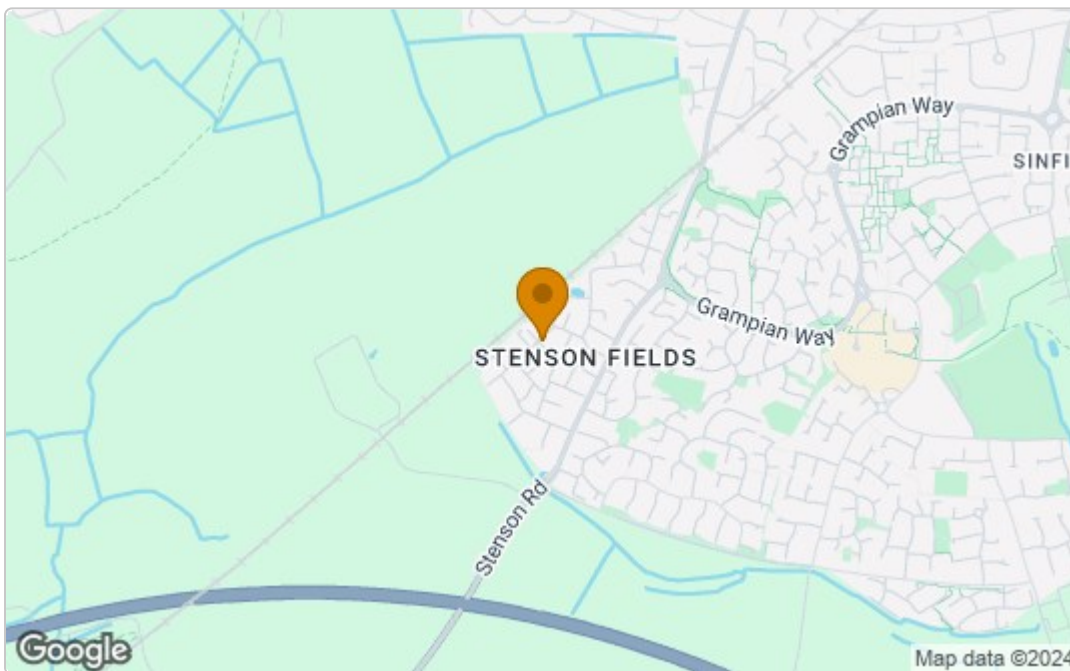 Grampian Way
SINFI
Grampian Way
STENSON FIELDS
Stenson Rd
Google
Map data ©2024